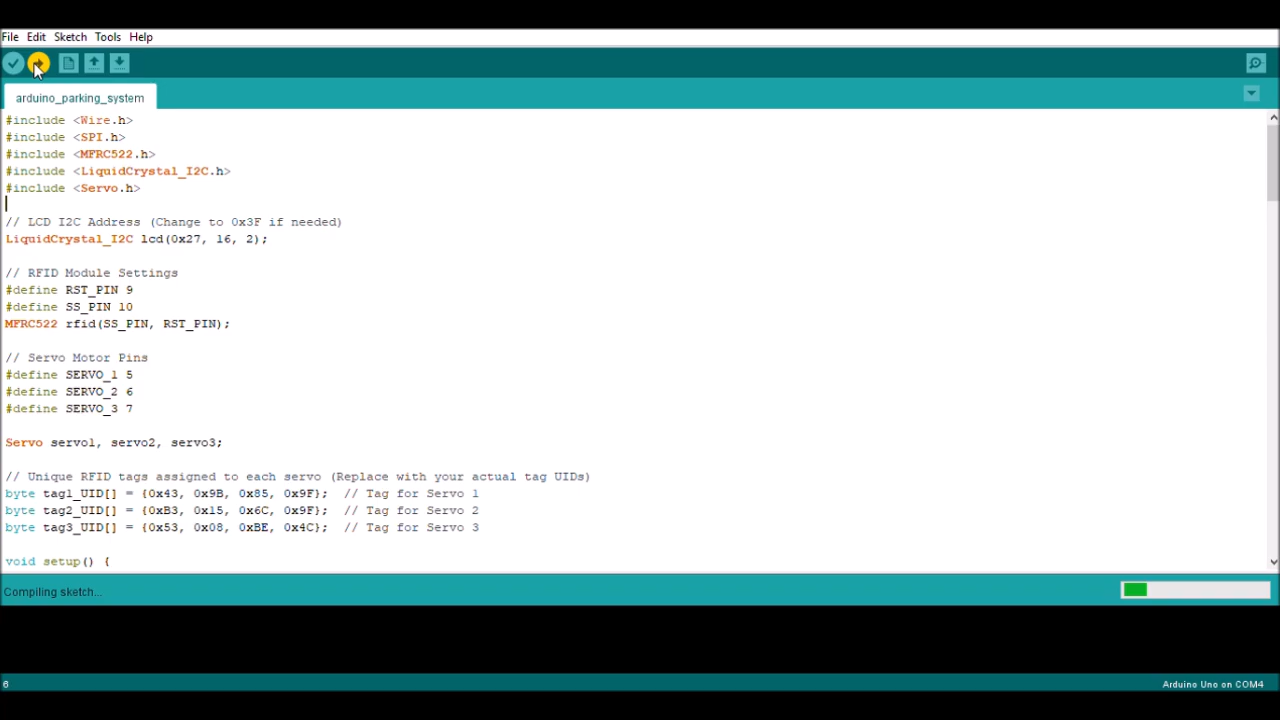 File Edit Sketch Tools Help
arduino_parking_system
#include <Wire.h>
#include <SPI.h>
#include <MFRC522.h>
#include <LiquidCrystal_I2C.h>
#include <Servo.h>
// LCD I2C Address (Change to 0x3F if needed)
LiquidCrystal_I2C lcd(0x27, 16, 2);
// RFID Module Settings
#define RST_PIN 9
#define SS_PIN 10
MFRC522 rfid(SS_PIN, RST_PIN);
// Servo Motor Pins
#define SERVO_1 5
#define SERVO_2 6
#define SERVO_3 7
Servo servo1, servo2, servo3;
// Unique RFID tags assigned to each servo (Replace with your actual tag UIDs)
byte tag1_UID[] = {0x43, 0x9B, 0x85, 0x9F};  // Tag for Servo 1
byte tag2_UID[] = {0xB3, 0x15, 0x6C, 0x9F};  // Tag for Servo 2
byte tag3_UID[] = {0x53, 0x08, 0xBE, 0x4C};  // Tag for Servo 3
void setup() {
Compiling sketch...
6
Arduino Uno on COM4